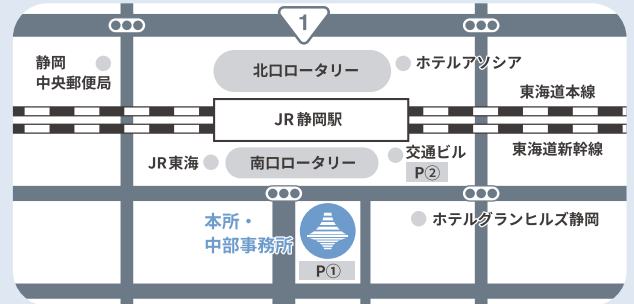 1
静岡
中央郵便局
北口ロータリー
ホテルアソシア
東海道本線
JR静岡駅
東海道新幹線
JR東海
南口ロータリー
交通ビル
P②
本所・
中部事務所
ホテルグランヒルズ静岡
P①